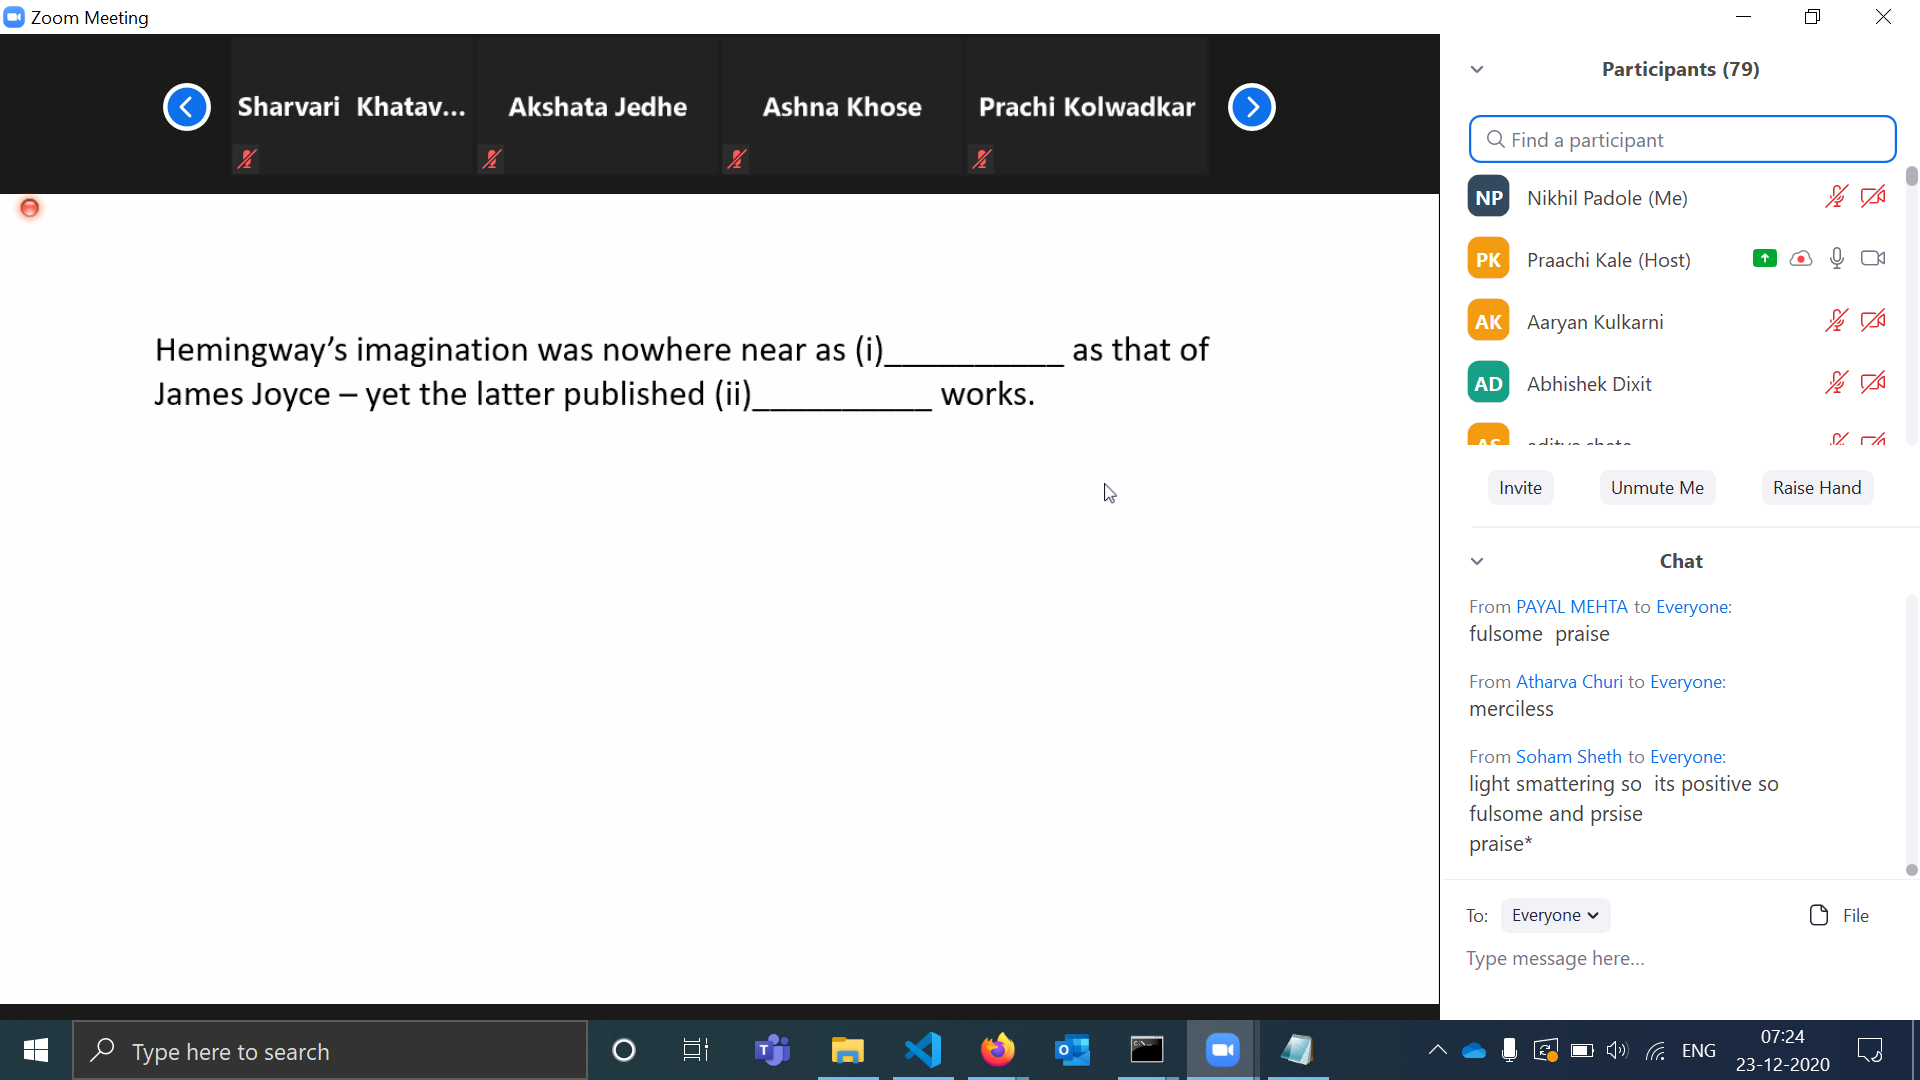 Zoom Meeting
Sharvari Khatav...
Akshata Jedhe
Ashna Khose
Prachi Kolwadkar
Hemingway’s imagination was nowhere near as (i)__________ as that of
James Joyce – yet the latter published (ii)__________ works.
Participants (79)
Find a participant
NP Nikhil Padole (Me)
PK Praachi Kale (Host)
AK Aaryan Kulkarni
AD Abhishek Dixit
Invite
Unmute Me
Raise Hand
Chat
From PAYAL MEHTA to Everyone:
fulsome  praise
From Atharva Churi to Everyone:
merciless
From Soham Sheth to Everyone:
light smattering so  its positive so
fulsome and prsise
praise*
To: Everyone
File
Type message here...
Type here to search
ENG
07:24
23-12-2020